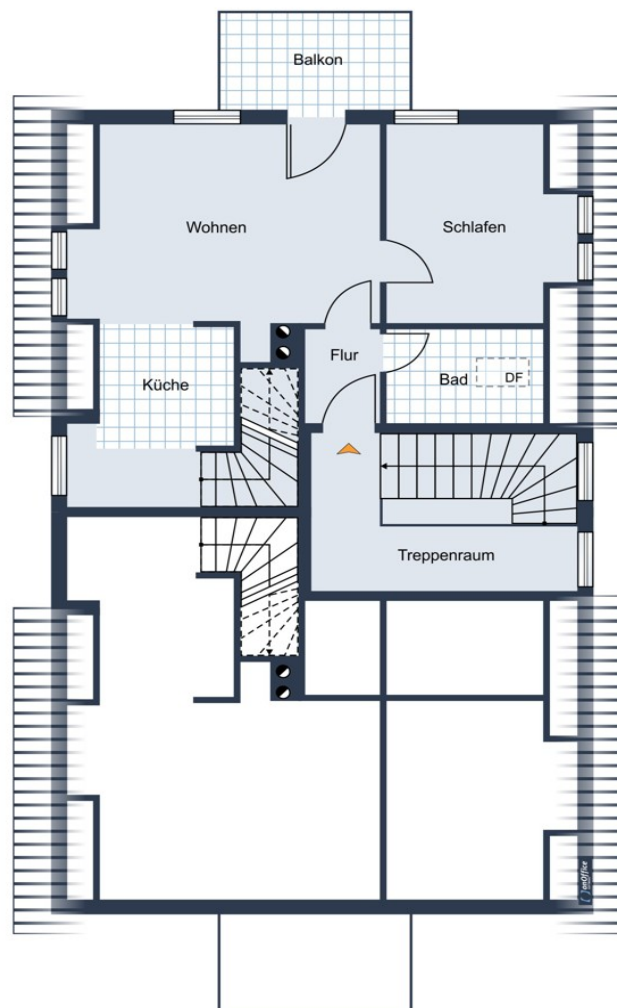 Balkon
Wohnen
Schlafen
Flur
Küche
Bad
DF
Treppenraum
onOffice